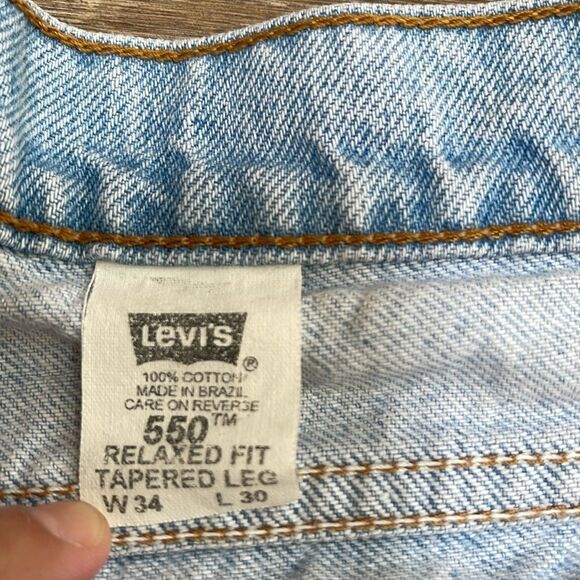 Levi's ®
100% COTTON
MADE IN BRAZIL
CARE ON REVERSE
550™
RELAXED FIT
TAPERED LEG
W 34 L 30